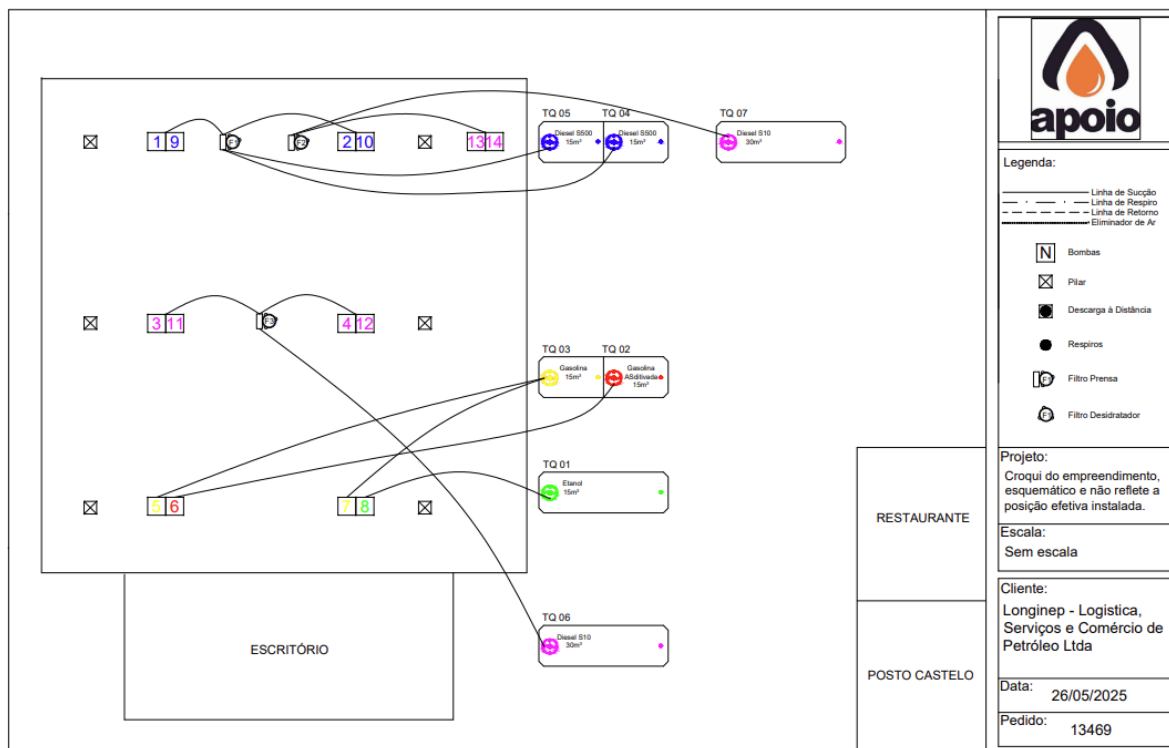 TQ 05
TQ 04
TQ 07
Diesel S500
15m³
Diesel S500
15m³
Diesel S10
30m³
1 9
F1
F2
2 10
13 14
3 11
F3
4 12
TQ 03
TQ 02
Gasolina
15m³
Gasolina
ASditivada
15m³
TQ 01
Etanol
15m³
5 6
7 8
TQ 06
Diesel S10
30m³
ESCRITÓRIO
RESTAURANTE
POSTO CASTELO
apoio
Legenda:
Linha de Sucção
Linha de Respiro
Linha de Retorno
Eliminador de Ar
N Bombas
Pilar
Descarga à Distância
Respiros
F1 Filtro Prensa
F1 Filtro Desidratador
Projeto:
Croqui do empreendimento,
esquemático e não reflete a
posição efetiva instalada.
Escala:
Sem escala
Cliente:
Longinep - Logistica,
Serviços e Comércio de
Petróleo Ltda
Data: 26/05/2025
Pedido: 13469